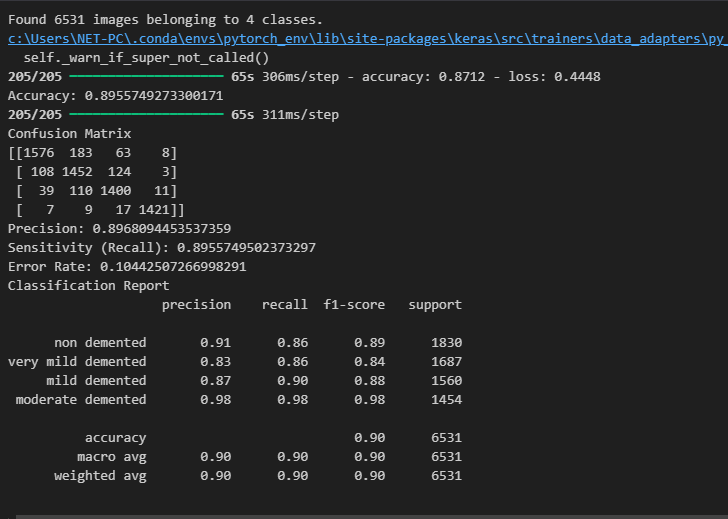 Found 6531 images belonging to 4 classes.
c:\Users\NET-PC\.conda\envs\pytorch_env\lib\site-packages\keras\src\trainers\data_adapters\py_
self._warn_if_super_not_called()
205/205 ━━━━━━━━━━━━━━━━━━━━ 65s 306ms/step - accuracy: 0.8712 - loss: 0.4448
Accuracy: 0.8955749273300171
205/205 ━━━━━━━━━━━━━━━━━━━━ 65s 311ms/step
Confusion Matrix
[[1576 183 63 8]
[ 108 1452 124 3]
[ 39 110 1400 11]
[ 7 9 17 1421]]
Precision: 0.8968094453537359
Sensitivity (Recall): 0.8955749502373297
Error Rate: 0.10442507266998291
Classification Report
precision recall f1-score support
non demented 0.91 0.86 0.89 1830
very mild demented 0.83 0.86 0.84 1687
mild demented 0.87 0.90 0.88 1560
moderate demented 0.98 0.98 0.98 1454
accuracy 0.90 6531
macro avg 0.90 0.90 0.90 6531
weighted avg 0.90 0.90 0.90 6531